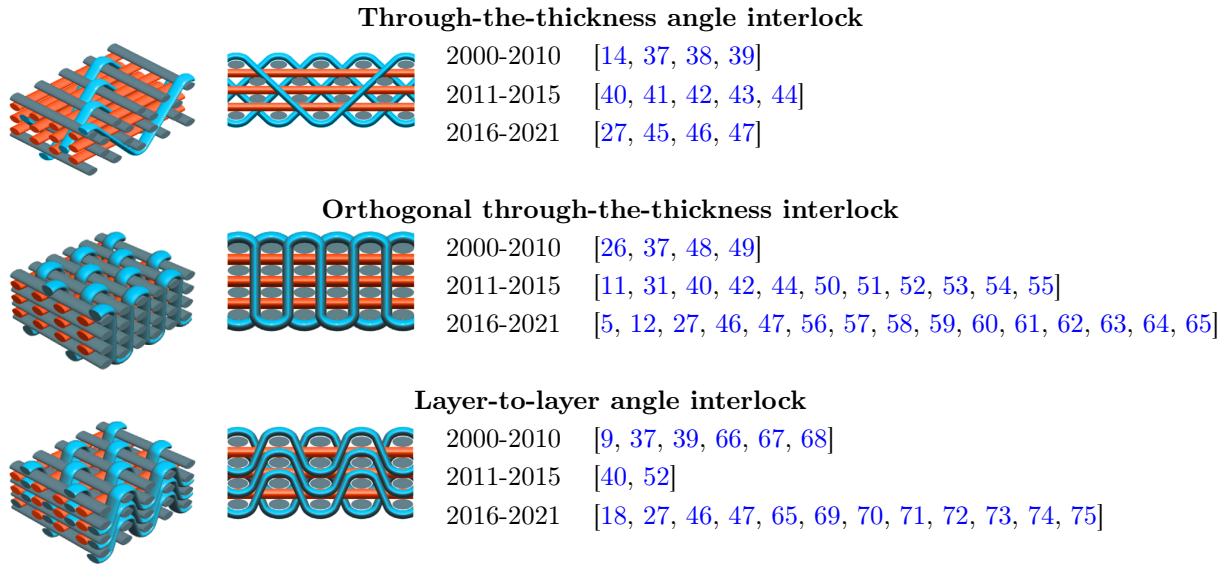 Through-the-thickness angle interlock
2000-2010 [14, 37, 38, 39]
2011-2015 [40, 41, 42, 43, 44]
2016-2021 [27, 45, 46, 47]
Orthogonal through-the-thickness interlock
2000-2010 [26, 37, 48, 49]
2011-2015 [11, 31, 40, 42, 44, 50, 51, 52, 53, 54, 55]
2016-2021 [5, 12, 27, 46, 47, 56, 57, 58, 59, 60, 61, 62, 63, 64, 65]
Layer-to-layer angle interlock
2000-2010 [9, 37, 39, 66, 67, 68]
2011-2015 [40, 52]
2016-2021 [18, 27, 46, 47, 65, 69, 70, 71, 72, 73, 74, 75]